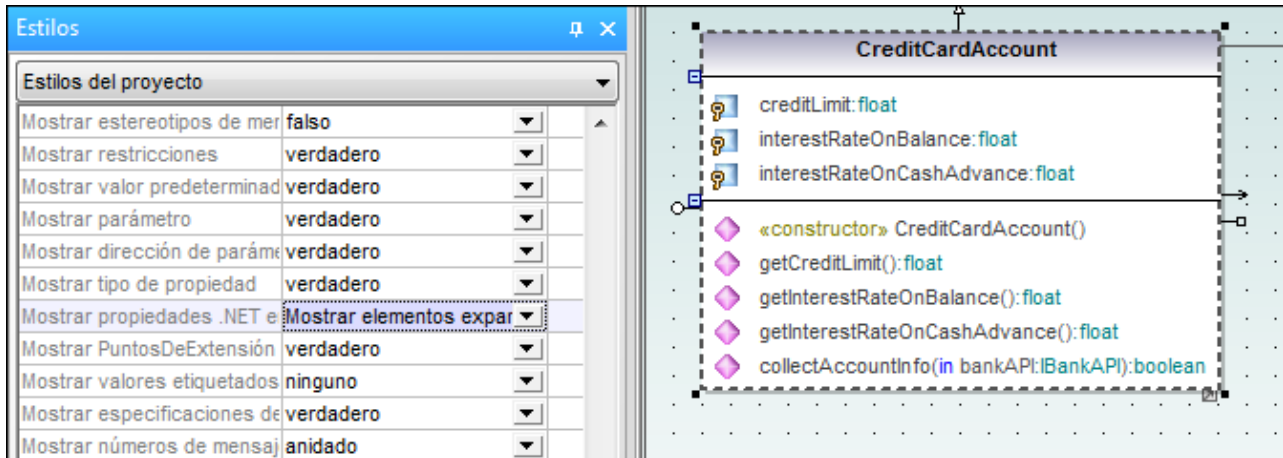 Estilos
Estilos del proyecto
Mostrar estereotipos de mer falso
Mostrar restricciones verdadero
Mostrar valor predeterminad verdadero
Mostrar parámetro verdadero
Mostrar dirección de paráme verdadero
Mostrar tipo de propiedad verdadero
Mostrar propiedades .NET e Mostrar elementos expan
Mostrar PuntosDeExtensión verdadero
Mostrar valores etiquetados ninguno
Mostrar especificaciones de verdadero
Mostrar números de mensaj anidado
CreditCardAccount
creditLimit:float
interestRateOnBalance:float
interestRateOnCashAdvance:float
«constructor» CreditCardAccount()
getCreditLimit():float
getInterestRateOnBalance():float
getInterestRateOnCashAdvance():float
collectAccountInfo(in bankAPI:IBankAPI):boolean